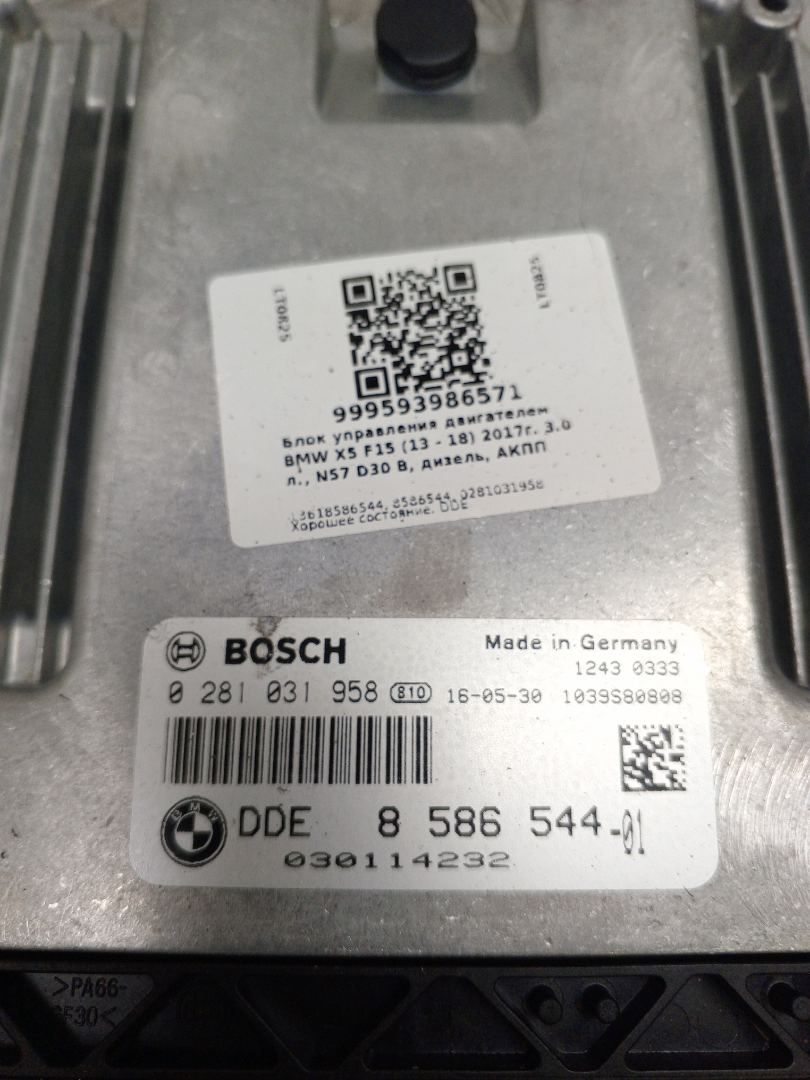 LT0825
LT0825
999593986571
Блок управления двигателем
BMW X5 F15 (13 - 18) 2017г. 3.0
л., N57 D30 B, дизель, АКПП
13618586544, 8586544, 0281031958
Хорошее состояние. DDE
BOSCH
Made in Germany
1243 0333
0 281 031 958 810 16-05-30 1039S80808
BMW
DDE 8 586 544-01
030114232
>PA66-
GF30<